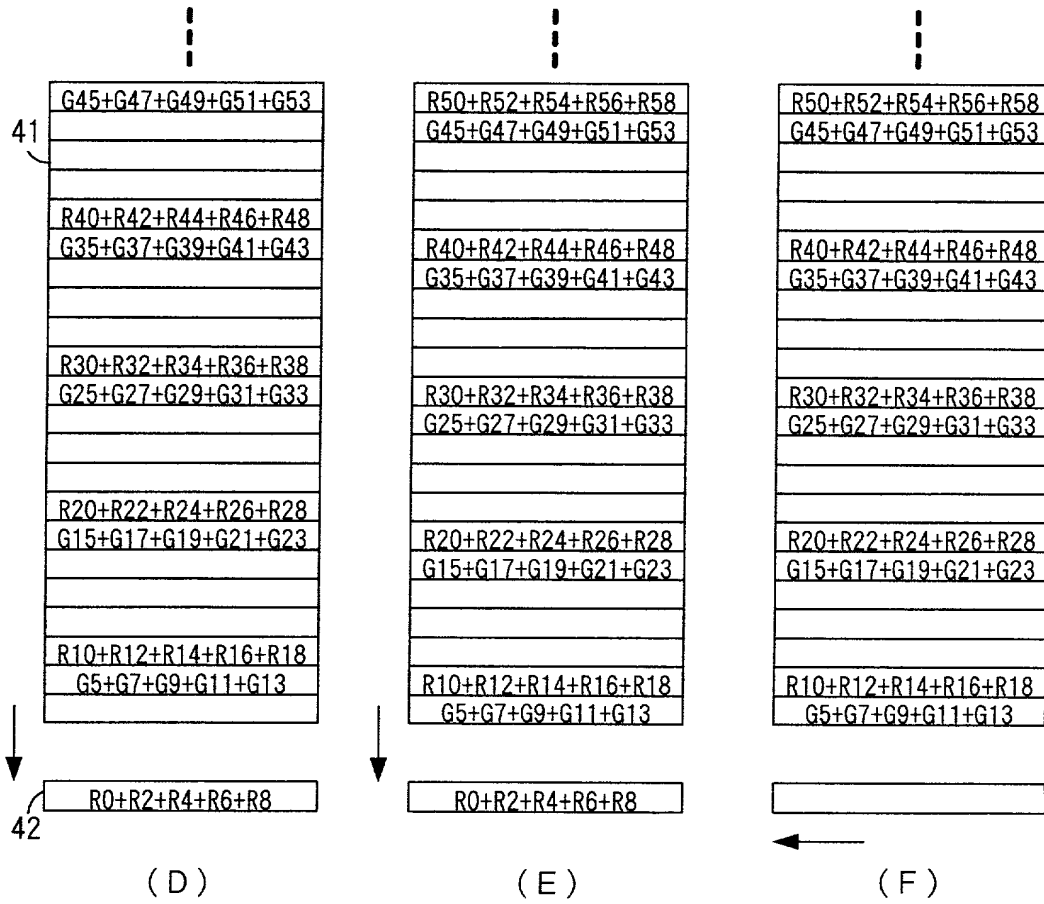 G45+G47+G49+G51+G53
41
R40+R42+R44+R46+R48
G35+G37+G39+G41+G43
R30+R32+R34+R36+R38
G25+G27+G29+G31+G33
R20+R22+R24+R26+R28
G15+G17+G19+G21+G23
R10+R12+R14+R16+R18
G5+G7+G9+G11+G13
R0+R2+R4+R6+R8
42
(D)
R50+R52+R54+R56+R58
G45+G47+G49+G51+G53
R40+R42+R44+R46+R48
G35+G37+G39+G41+G43
R30+R32+R34+R36+R38
G25+G27+G29+G31+G33
R20+R22+R24+R26+R28
G15+G17+G19+G21+G23
R10+R12+R14+R16+R18
G5+G7+G9+G11+G13
R0+R2+R4+R6+R8
(E)
R50+R52+R54+R56+R58
G45+G47+G49+G51+G53
R40+R42+R44+R46+R48
G35+G37+G39+G41+G43
R30+R32+R34+R36+R38
G25+G27+G29+G31+G33
R20+R22+R24+R26+R28
G15+G17+G19+G21+G23
R10+R12+R14+R16+R18
G5+G7+G9+G11+G13
(F)